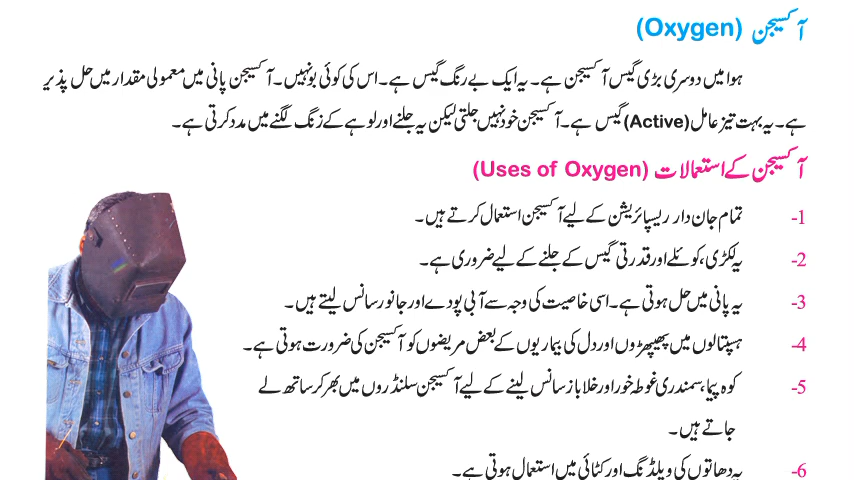 آکسیجن (Oxygen)
ہوا میں دوسری بڑی گیس آکسیجن ہے۔ یہ ایک بے رنگ گیس ہے۔ اس کی کوئی بو نہیں۔ آکسیجن پانی میں معمولی مقدار میں حل پذیر
ہے۔ یہ بہت تیز عامل (Active) گیس ہے۔ آکسیجن خود نہیں جلتی لیکن یہ جلنے اور لوہے کے زنگ لگنے میں مدد کرتی ہے۔
آکسیجن کے استعمالات (Uses of Oxygen)
1- تمام جان دار ریسپائریشن کے لیے آکسیجن استعمال کرتے ہیں۔
2- یہ لکڑی، کوئلے اور قدرتی گیس کے جلنے کے لیے ضروری ہے۔
3- یہ پانی میں حل ہوتی ہے۔ اسی خاصیت کی وجہ سے آبی پودے اور جانور سانس لیتے ہیں۔
4- ہسپتالوں میں پھیپھڑوں اور دل کی بیماریوں کے بعض مریضوں کو آکسیجن کی ضرورت ہوتی ہے۔
5- کوہ پیما، سمندری غوطہ خور اور خلا باز سانس لینے کے لیے آکسیجن سلنڈروں میں بھر کر ساتھ لے
جاتے ہیں۔
6- یہ دھاتوں کی ویلڈنگ اور کٹائی میں استعمال ہوتی ہے۔